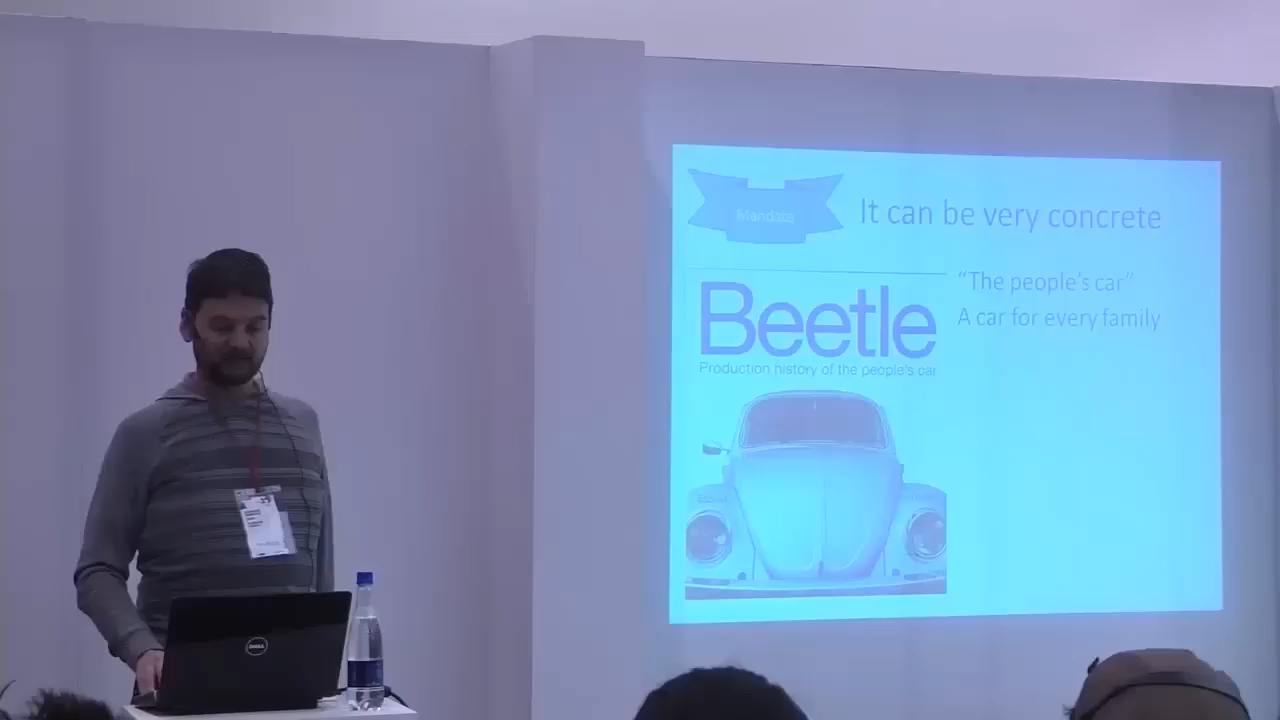 Mandate
It can be very concrete
“The people’s car”
A car for every family
Beetle
Production history of the people's car
DELL